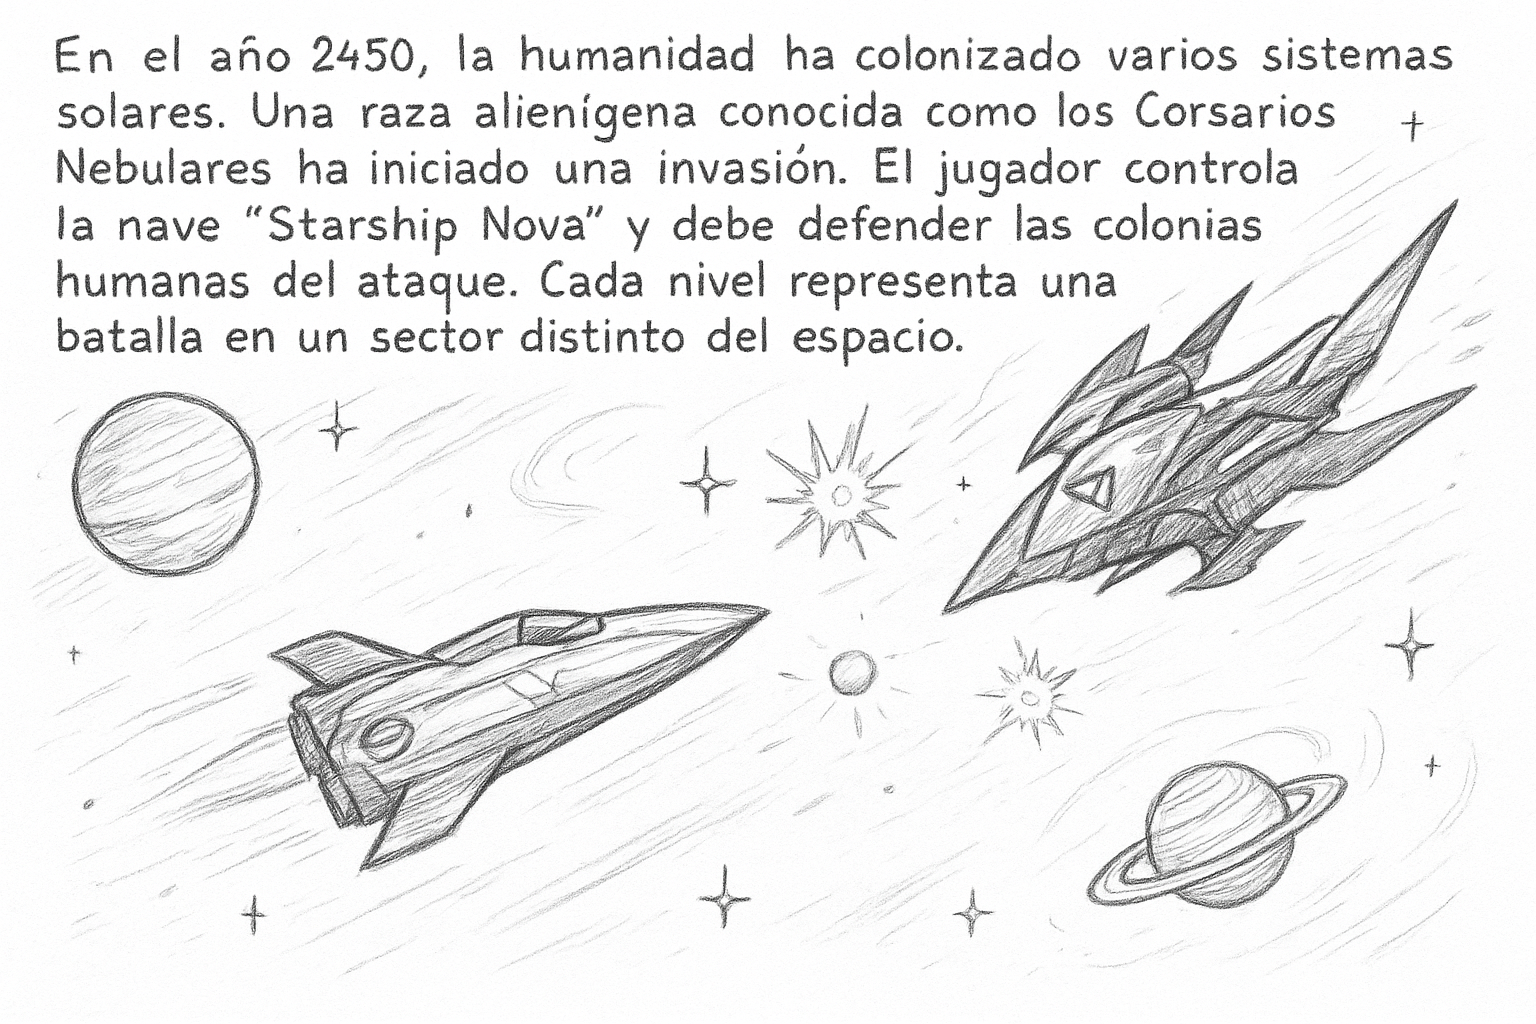 En el año 2450, la humanidad ha colonizado varios sistemas
solares. Una raza alienígena conocida como los Corsarios
Nebulares ha iniciado una invasión. El jugador controla
la nave “Starship Nova” y debe defender las colonias
humanas del ataque. Cada nivel representa una
batalla en un sector distinto del espacio.